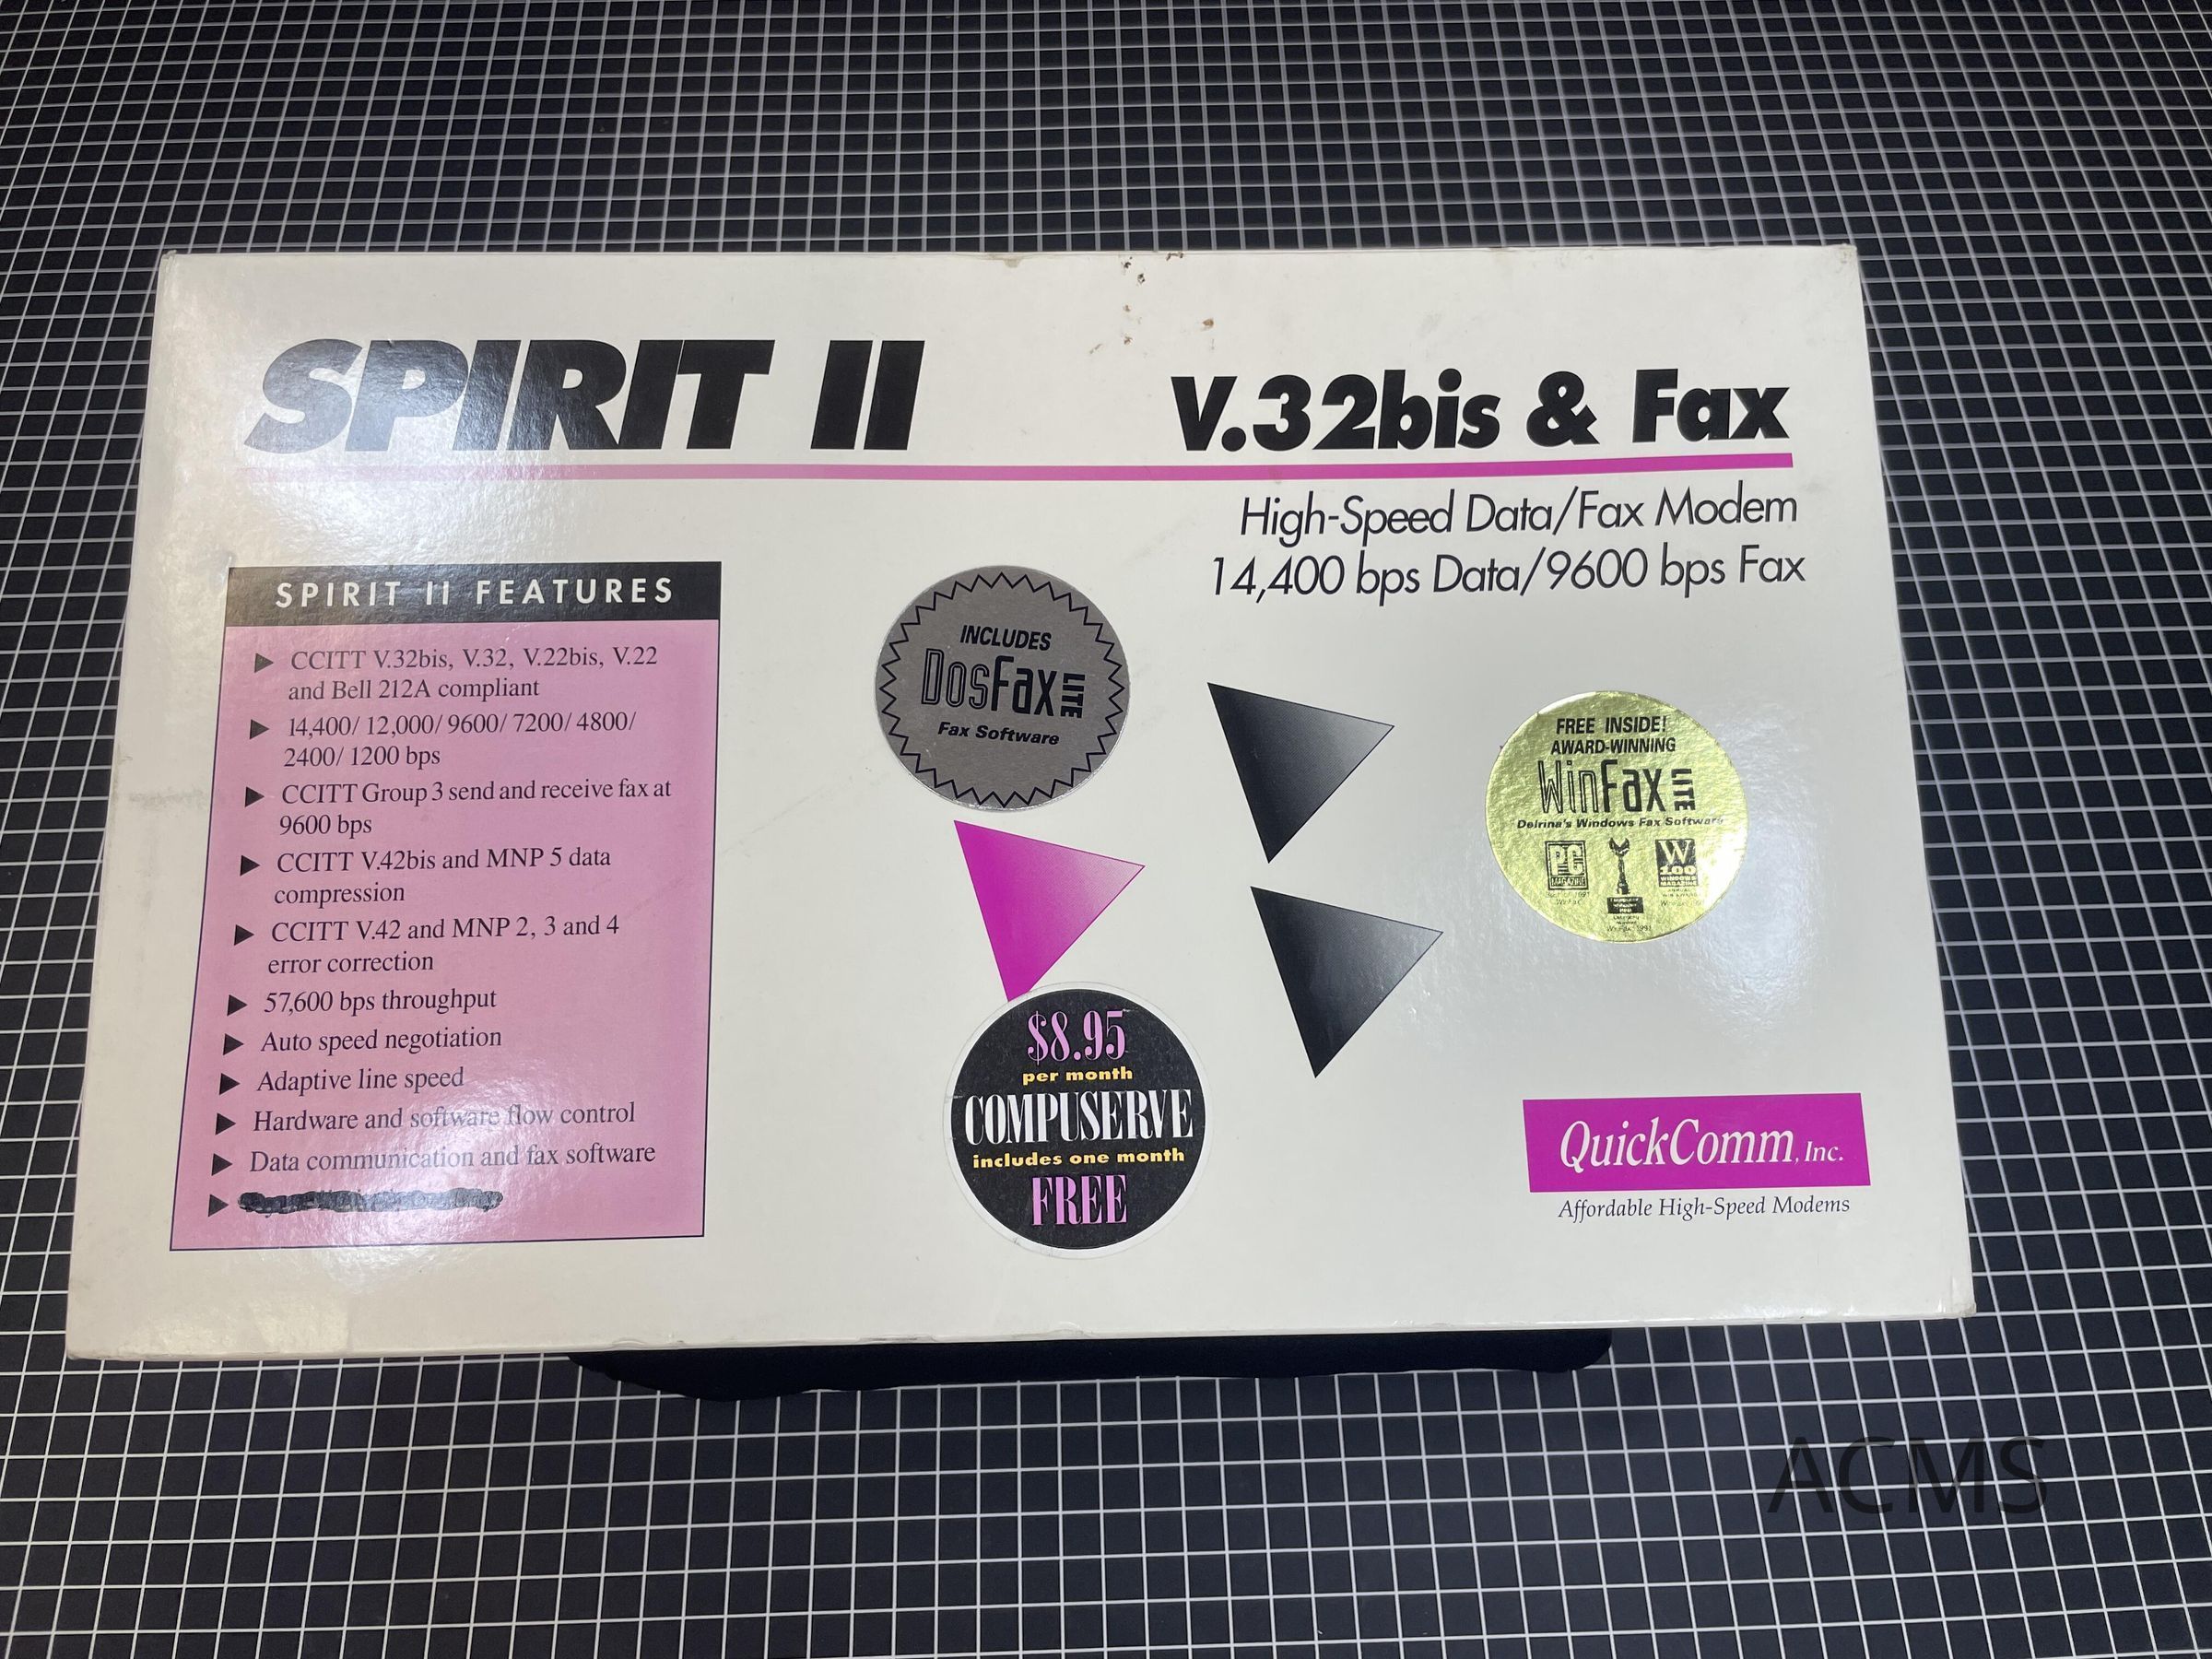 SPIRIT II
V.32bis & Fax
High-Speed Data/Fax Modem
14,400 bps Data/9600 bps Fax
SPIRIT II FEATURES
CCITT V.32bis, V.32, V.22bis, V.22
and Bell 212A compliant
14,400/ 12,000/ 9600/ 7200/ 4800/
2400/ 1200 bps
CCITT Group 3 send and receive fax at
9600 bps
CCITT V.42bis and MNP 5 data
compression
CCITT V.42 and MNP 2, 3 and 4
error correction
57,600 bps throughput
Auto speed negotiation
Adaptive line speed
Hardware and software flow control
Data communication and fax software
INCLUDES
DosFax LITE
Fax Software
FREE INSIDE!
AWARD-WINNING
WinFax LITE
Delrina's Windows Fax Software
PC
MAGAZINE
W
100
WINDOWS
MAGAZINE
$8.95
per month
COMPUSERVE
includes one month
FREE
QuickComm, Inc.
Affordable High-Speed Modems
ACMS